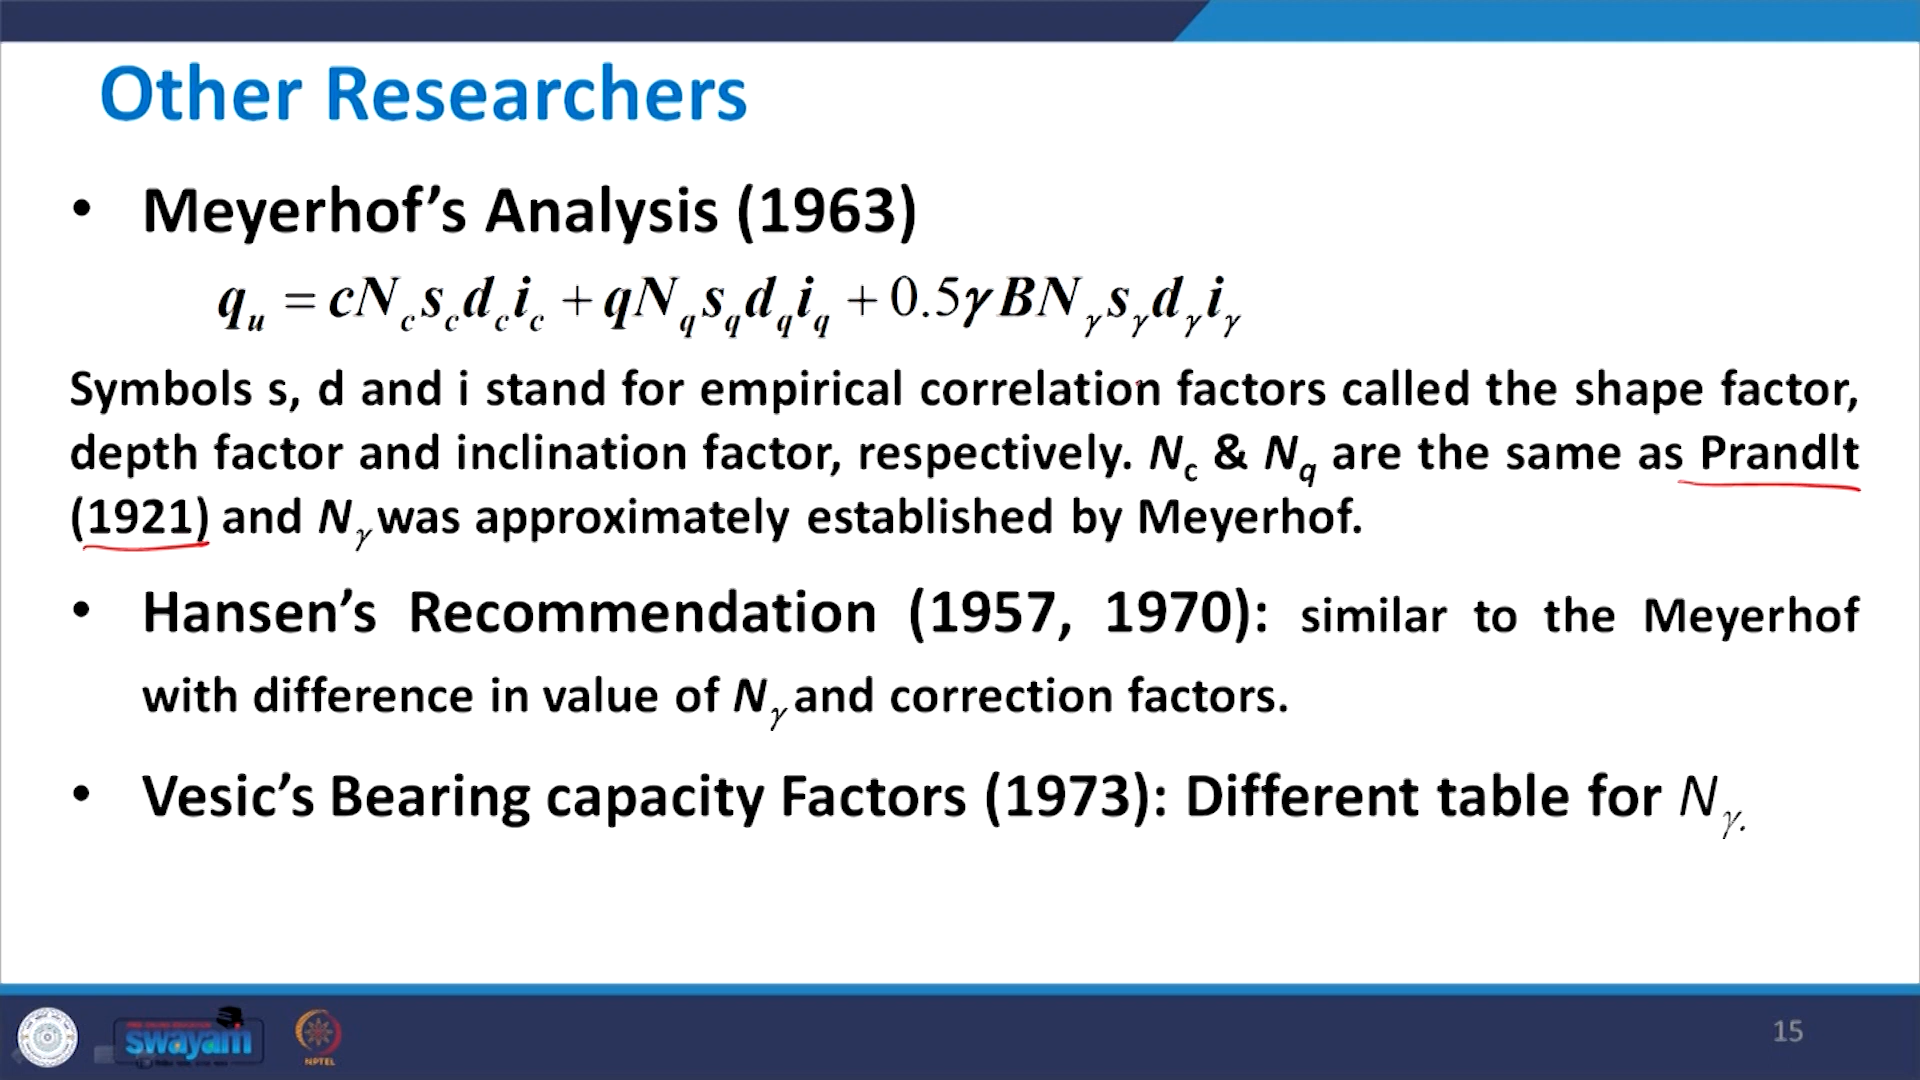 Other Researchers
• Meyerhof’s Analysis (1963)
q_u = cN_c s_c d_c i_c + qN_q s_q d_q i_q + 0.5γBN_γ s_γ d_γ i_γ
Symbols s, d and i stand for empirical correlation factors called the shape factor,
depth factor and inclination factor, respectively. N_c & N_q are the same as Prandlt
(1921) and N_γ was approximately established by Meyerhof.
• Hansen’s Recommendation (1957, 1970): similar to the Meyerhof
with difference in value of N_γ and correction factors.
• Vesic’s Bearing capacity Factors (1973): Different table for N_γ.
swayam
NPTEL
15